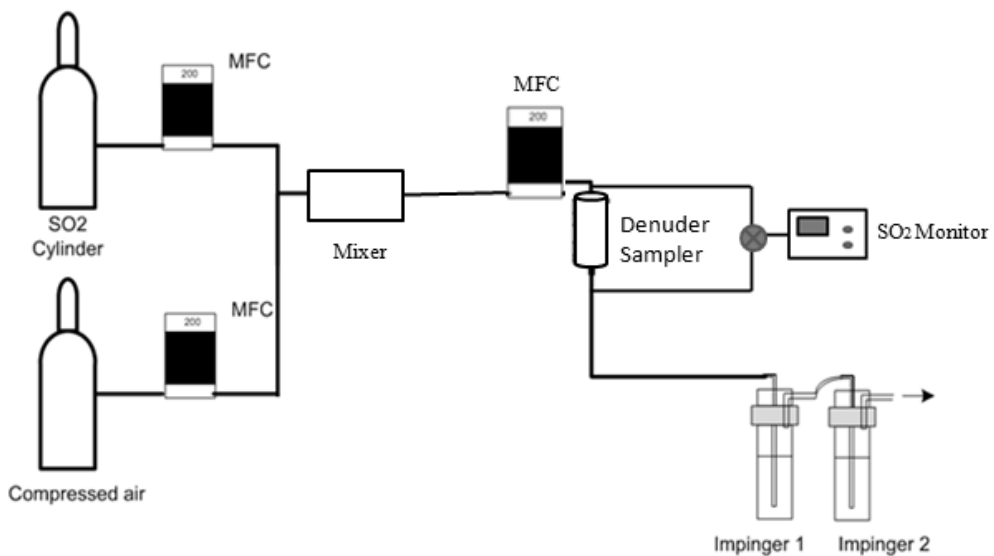 200
MFC
SO2
Cylinder
Mixer
MFC
200
Denuder
Sampler
SO2 Monitor
200
MFC
Compressed air
Impinger 1
Impinger 2